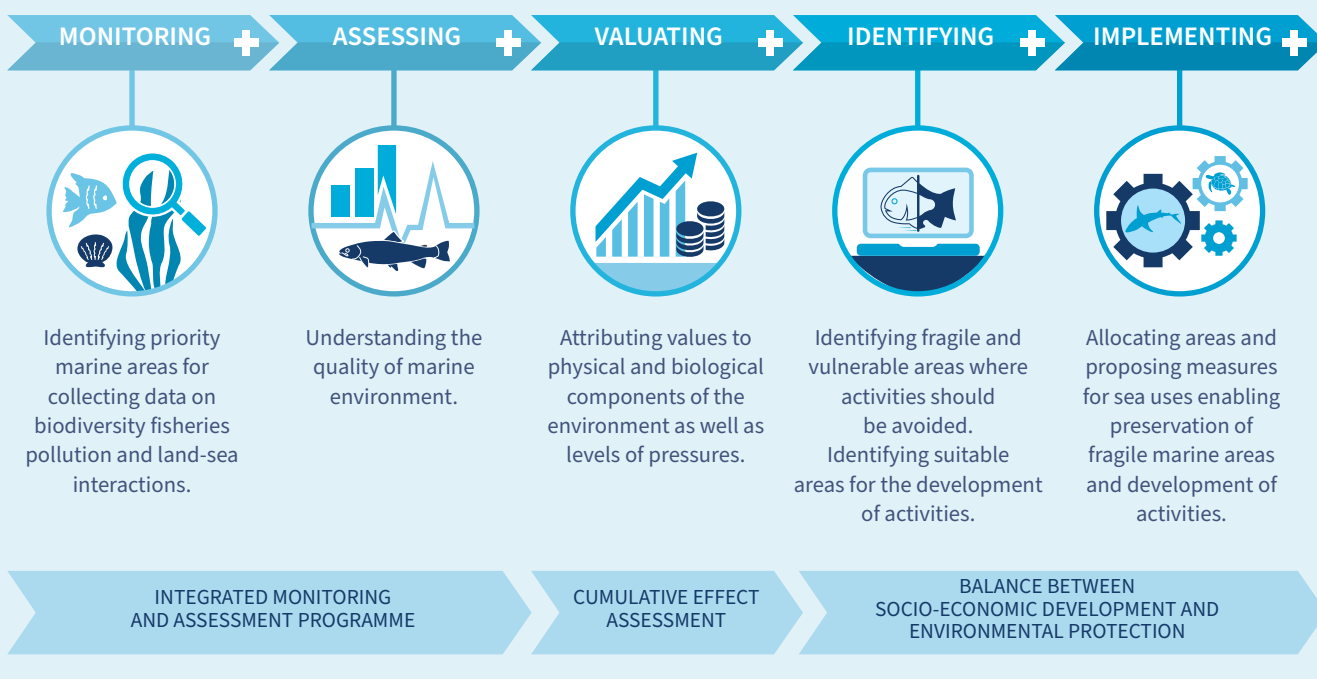 MONITORING
ASSESSING
VALUATING
IDENTIFYING
IMPLEMENTING
Identifying priority
marine areas for
collecting data on
biodiversity fisheries
pollution and land-sea
interactions.
Understanding the
quality of marine
environment.
Attributing values to
physical and biological
components of the
environment as well as
levels of pressures.
Identifying fragile and
vulnerable areas where
activities should
be avoided.
Identifying suitable
areas for the development
of activities.
Allocating areas and
proposing measures
for sea uses enabling
preservation of
fragile marine areas
and development of
activities.
INTEGRATED MONITORING
AND ASSESSMENT PROGRAMME
CUMULATIVE EFFECT
ASSESSMENT
BALANCE BETWEEN
SOCIO-ECONOMIC DEVELOPMENT AND
ENVIRONMENTAL PROTECTION